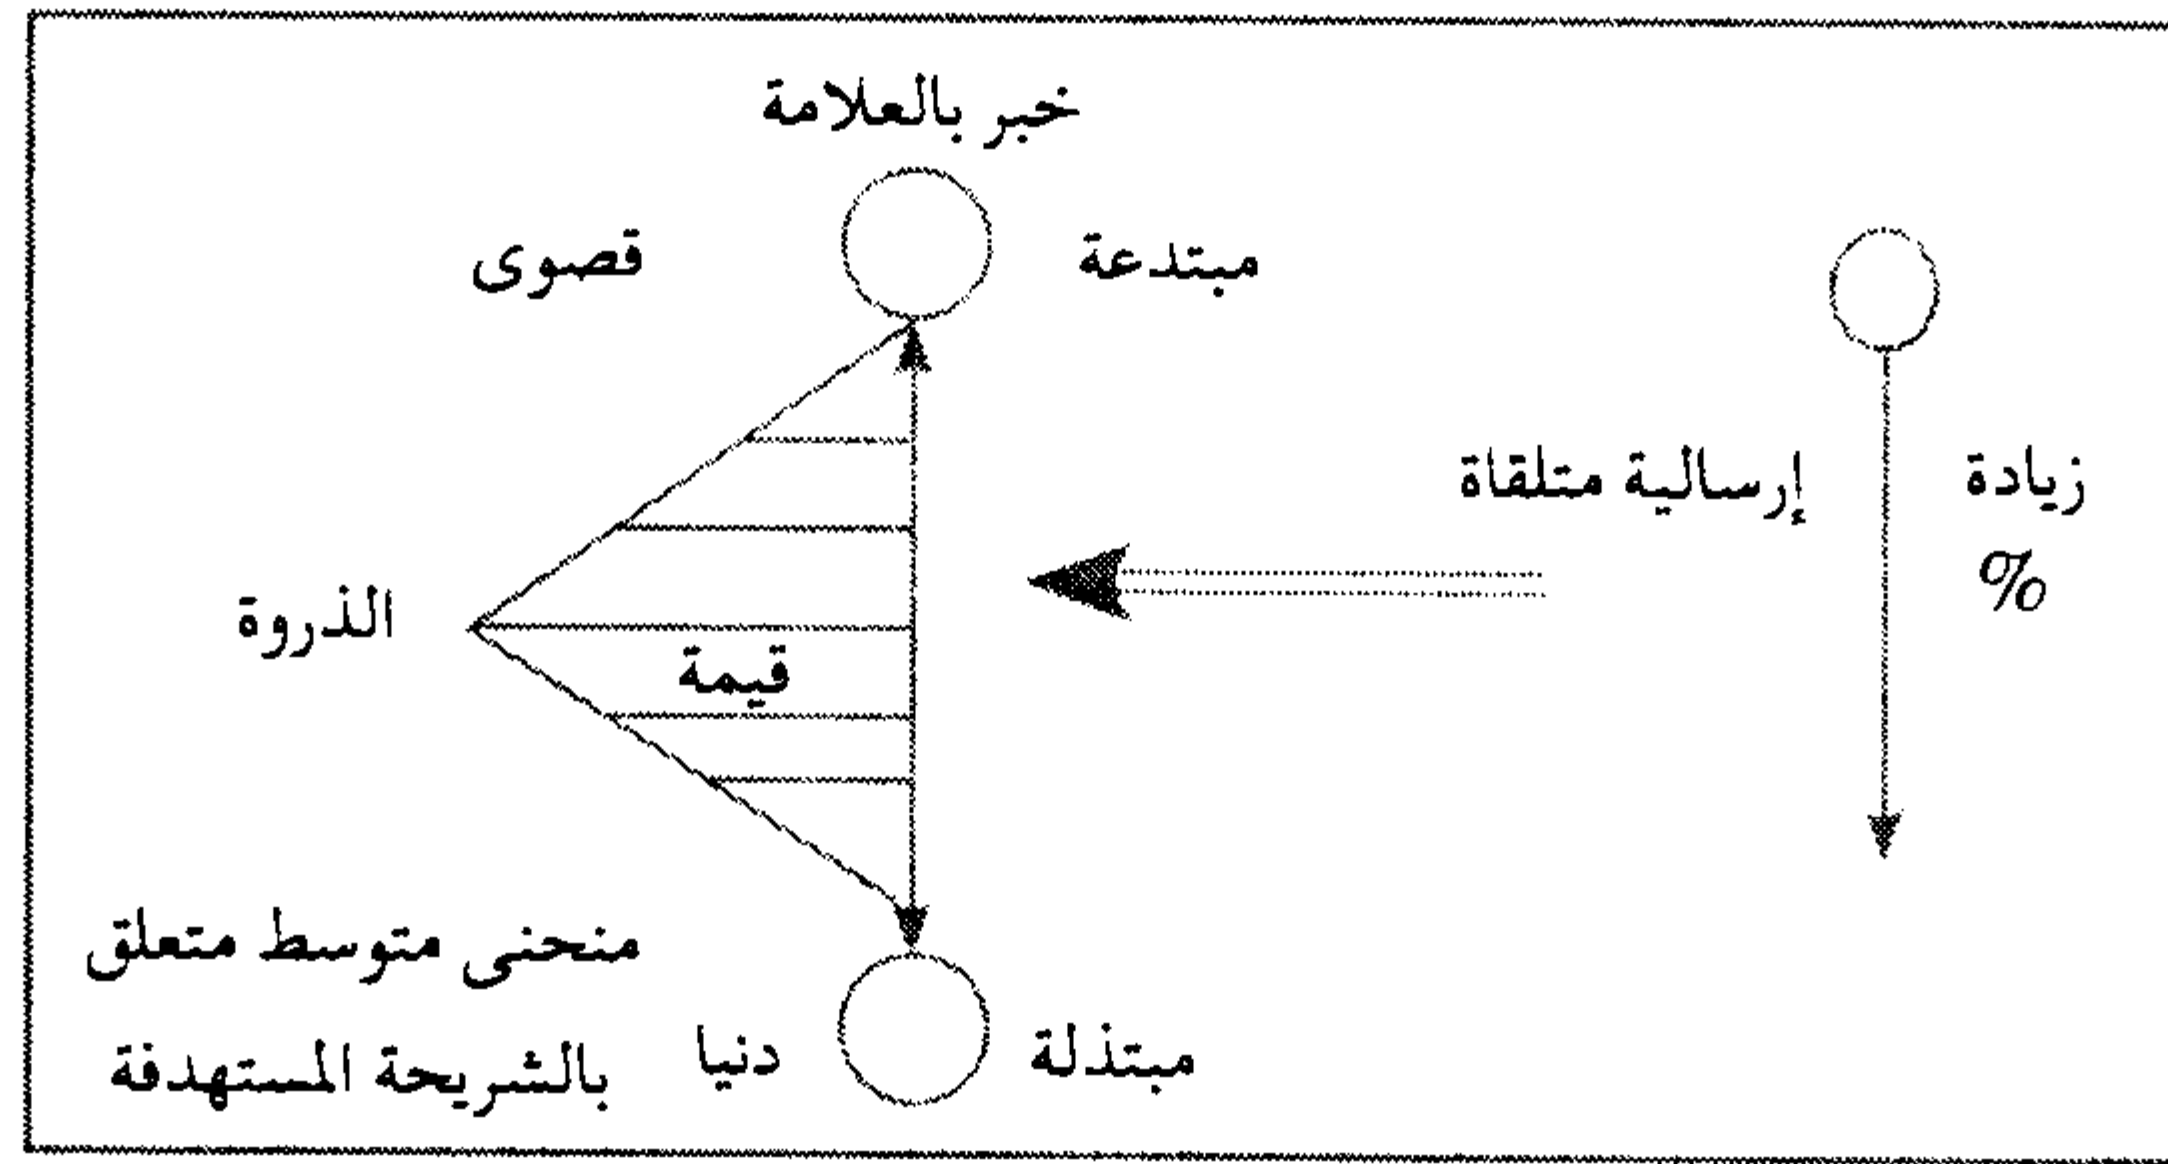 خبر بالعلامة
مبتدعة
قصوى
زيادة
%
إرسالية متلقاة
الذروة
قيمة
منحنى متوسط متعلق
بالشريحة المستهدفة
دنيا
مبتذلة